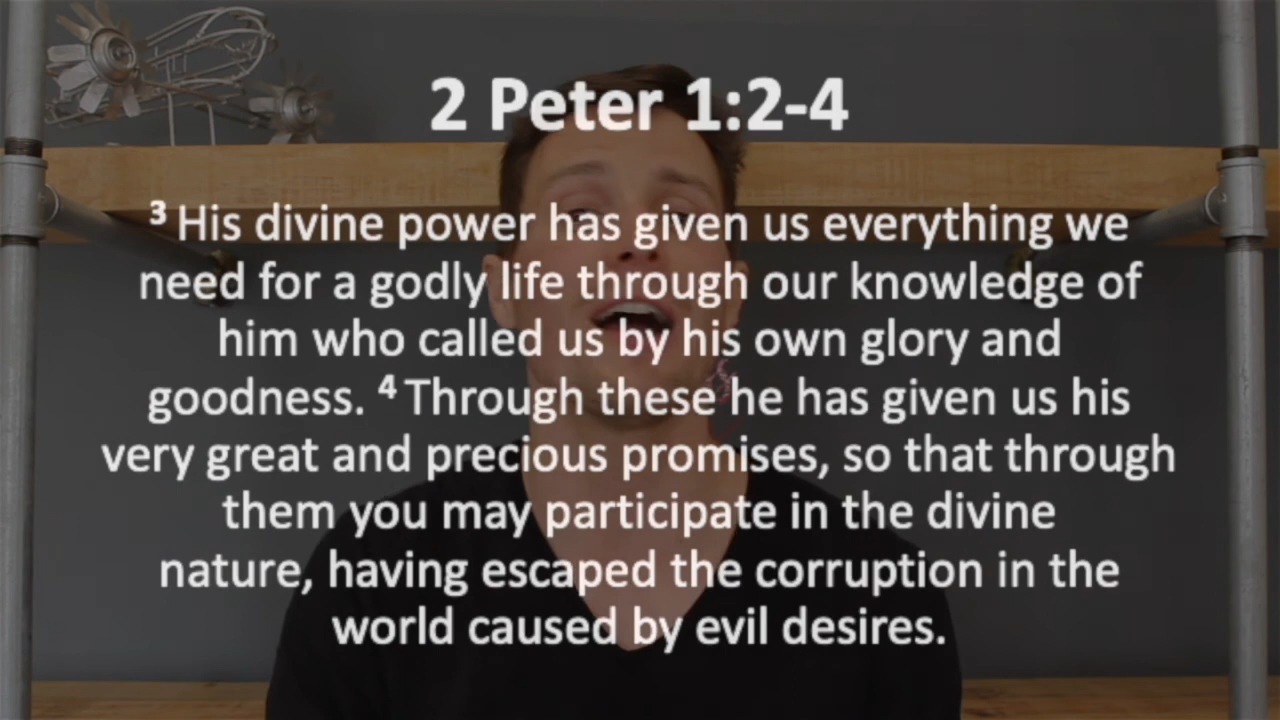 2 Peter 1:2-4
³ His divine power has given us everything we
need for a godly life through our knowledge of
him who called us by his own glory and
goodness. ⁴ Through these he has given us his
very great and precious promises, so that through
them you may participate in the divine
nature, having escaped the corruption in the
world caused by evil desires.